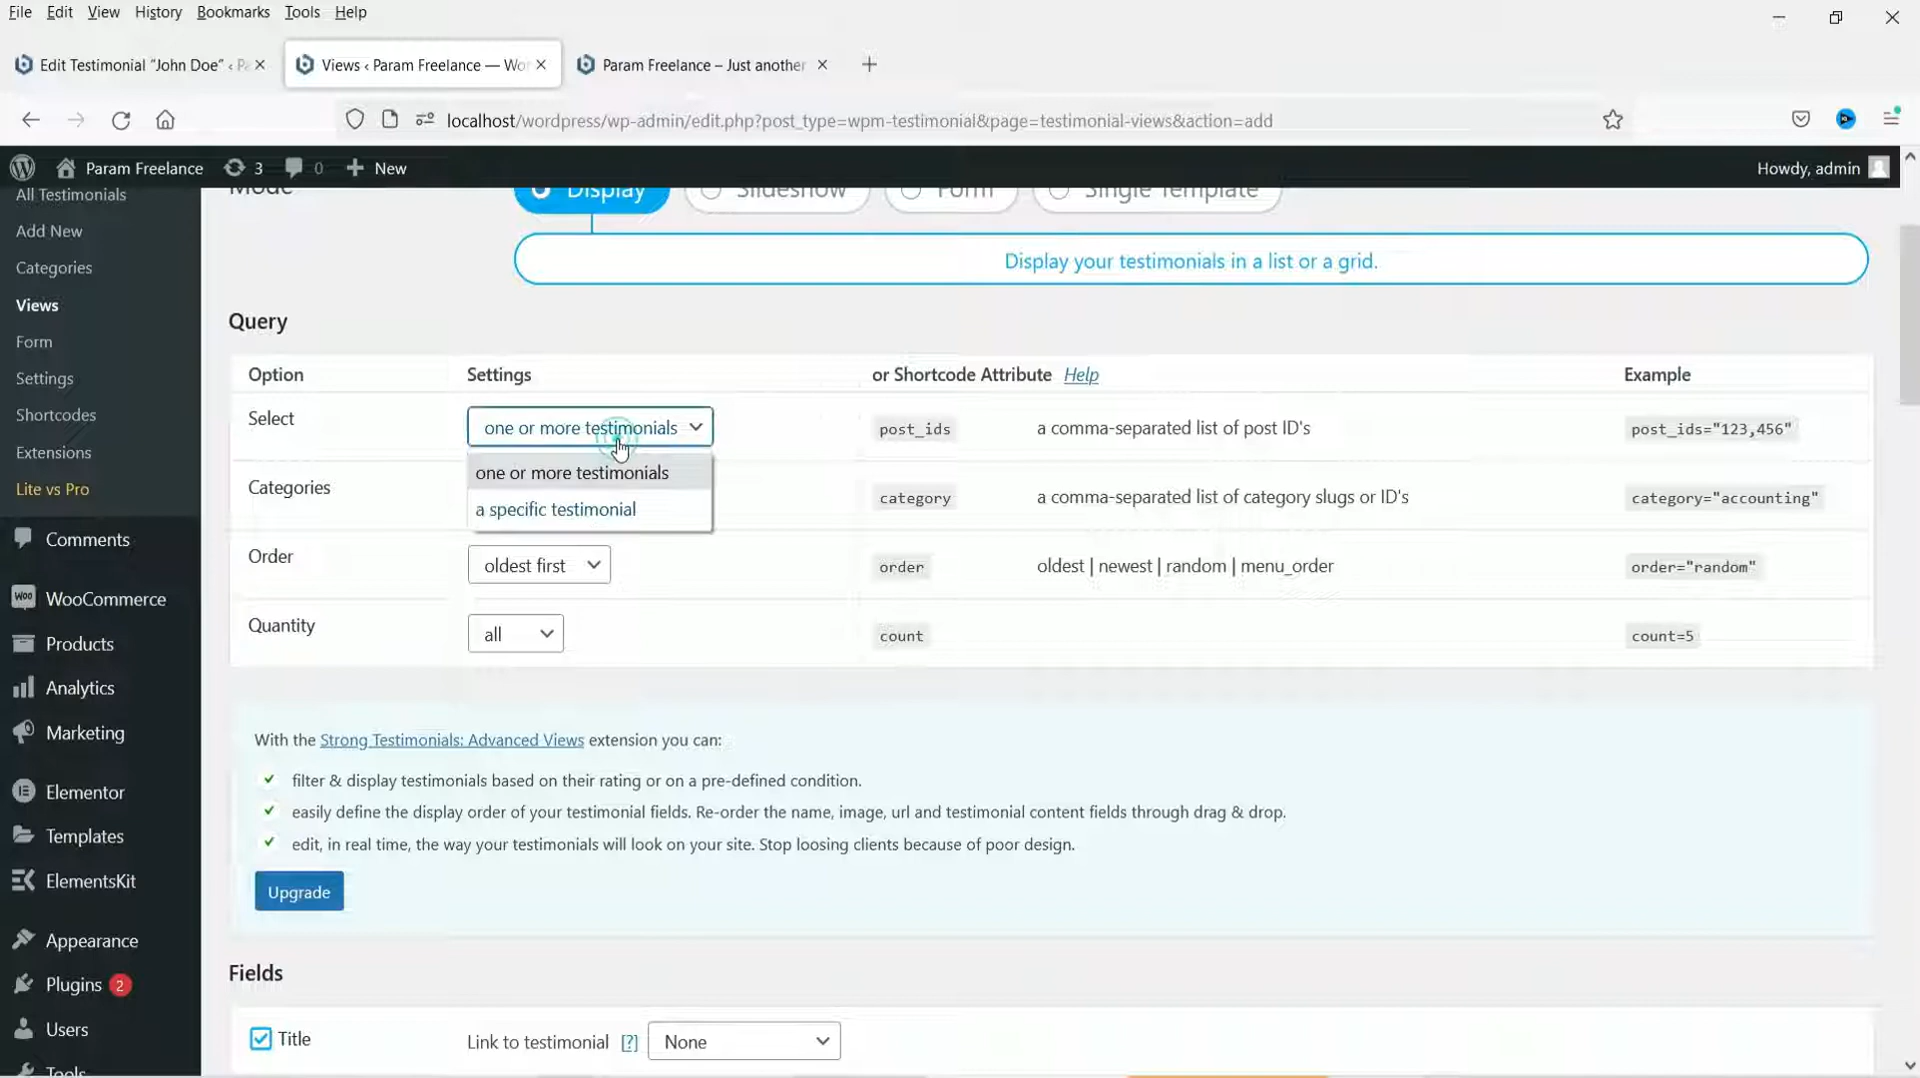 File Edit View History Bookmarks Tools Help
Edit Testimonial "John Doe" ‹ Pa
Views ‹ Param Freelance — Wor
Param Freelance – Just another
localhost/wordpress/wp-admin/edit.php?post_type=wpm-testimonial&page=testimonial-views&action=add
Param Freelance 3 0 New
Howdy, admin
All Testimonials
Add New
Categories
Views
Form
Settings
Shortcodes
Extensions
Lite vs Pro
Comments
WooCommerce
Products
Analytics
Marketing
Elementor
Templates
ElementsKit
Appearance
Plugins 2
Users
Tools
Mode Display Slideshow Form Single Template
Display your testimonials in a list or a grid.
Query
Option Settings or Shortcode Attribute Help Example
Select one or more testimonials post_ids a comma-separated list of post ID's post_ids="123,456"
one or more testimonials
a specific testimonial
Categories category a comma-separated list of category slugs or ID's category="accounting"
Order oldest first order oldest | newest | random | menu_order order="random"
Quantity all count count=5
With the Strong Testimonials: Advanced Views extension you can:
filter & display testimonials based on their rating or on a pre-defined condition.
easily define the display order of your testimonial fields. Re-order the name, image, url and testimonial content fields through drag & drop.
edit, in real time, the way your testimonials will look on your site. Stop loosing clients because of poor design.
Upgrade
Fields
Title Link to testimonial [?] None